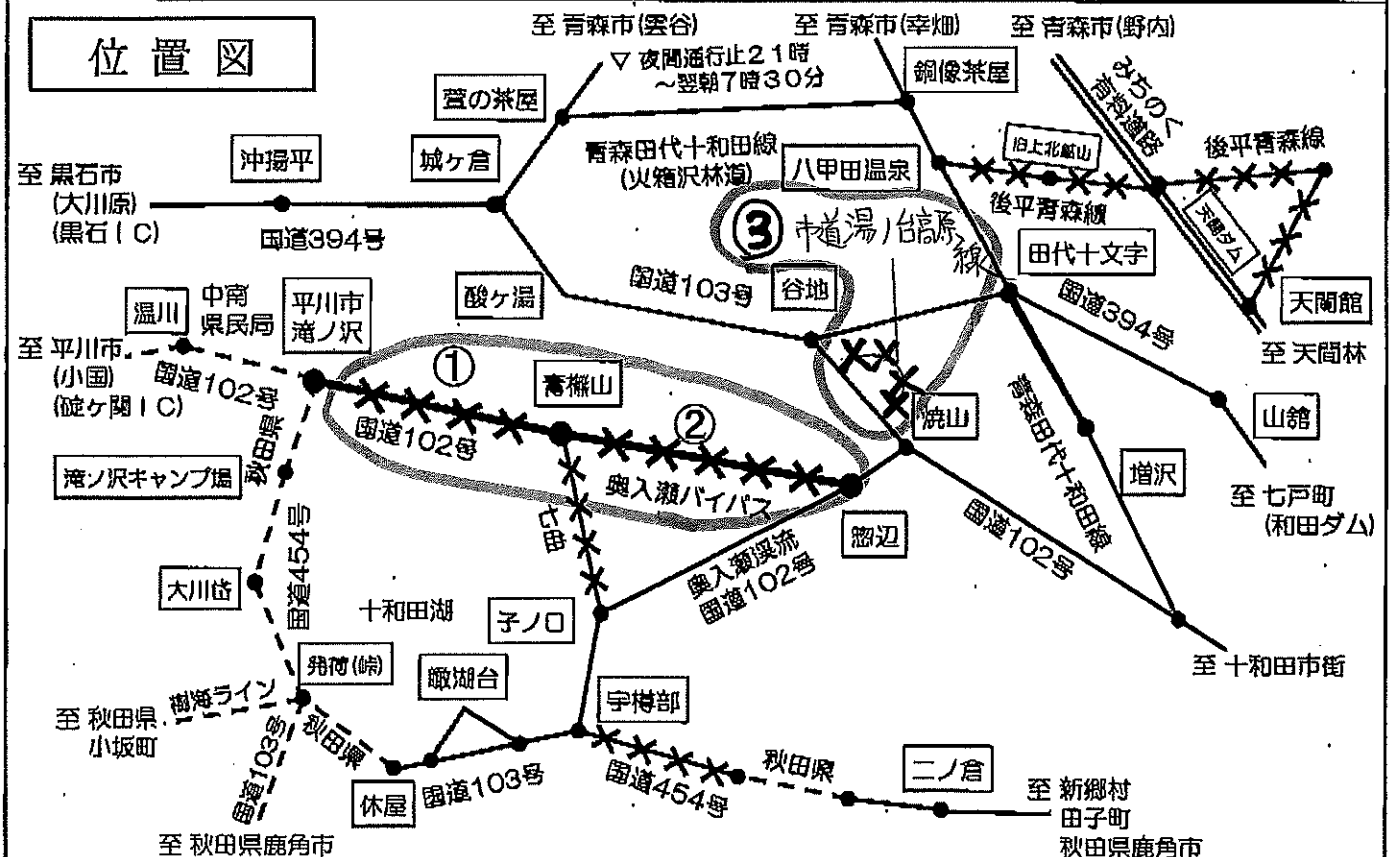 位置図
至 青森市(雲谷)
至 青森市(幸畑)
至 青森市(野内)
▽ 夜間通行止21時
～翌朝7時30分
銅像茶屋
みちのく
有料道路
萱の茶屋
沖揚平
城ヶ倉
青森田代十和田線
(火箱沢林道)
八甲田温泉
旧上北鉱山
後平青森線
至 黒石市
(大川原)
(黒石IC)
国道394号
後平青森線
天間ダム
③
市道湯ノ台高原線
田代十文字
国道103号
谷地
国道394号
天間館
酸ヶ湯
温川
中南
県民局
平川市
滝ノ沢
至 天間林
至 平川市
(小国)
(碇ヶ関IC)
国道102号
①
青橅山
②
焼山
青森田代十和田線
山舘
国道102号
秋田県
滝ノ沢キャンプ場
奥入瀬バイパス
増沢
至 七戸町
(和田ダム)
七曲
惣辺
国道102号
国道454号
大川岱
奥入瀬渓流
国道102号
十和田湖
子ノ口
発荷(峠)
瞰湖台
至 十和田市街
樹海ライン
至 秋田県
小坂町
宇樽部
国道103号
秋田県
休屋
国道103号
国道454号
秋田県
二ノ倉
至 新郷村
田子町
秋田県鹿角市
至 秋田県鹿角市